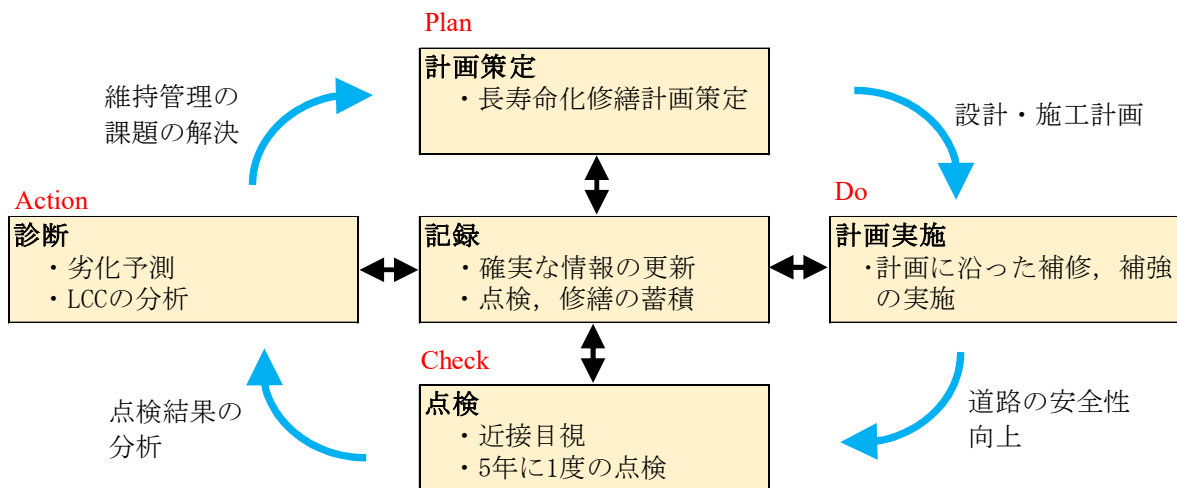 Plan
計画策定
・長寿命化修繕計画策定
維持管理の
課題の解決
設計・施工計画
Action
診断
・劣化予測
・LCCの分析
記録
・確実な情報の更新
・点検，修繕の蓄積
Do
計画実施
・計画に沿った補修，補強
の実施
Check
点検
・近接目視
・5年に1度の点検
点検結果の
分析
道路の安全性
向上